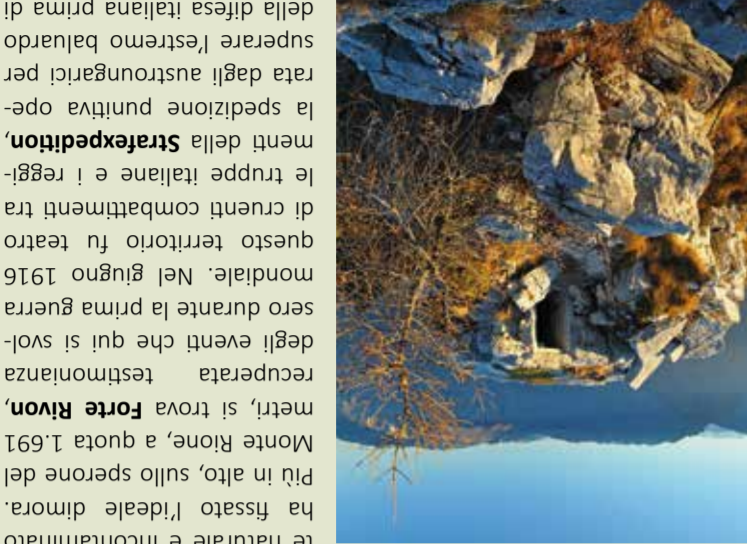 te naturale e incontaminato
ha fissato l'ideale dimora.
Più in alto, sullo sperone del
Monte Rione, a quota 1.691
metri, si trova Forte Rivon,
recuperata testimonianza
degli eventi che qui si svol-
sero durante la prima guerra
mondiale. Nel giugno 1916
questo territorio fu teatro
di cruenti combattimenti tra
le truppe italiane e i reggi-
menti della Strafexpedition,
la spedizione punitiva ope-
rata dagli austroungarici per
superare l'estremo baluardo
della difesa italiana prima di